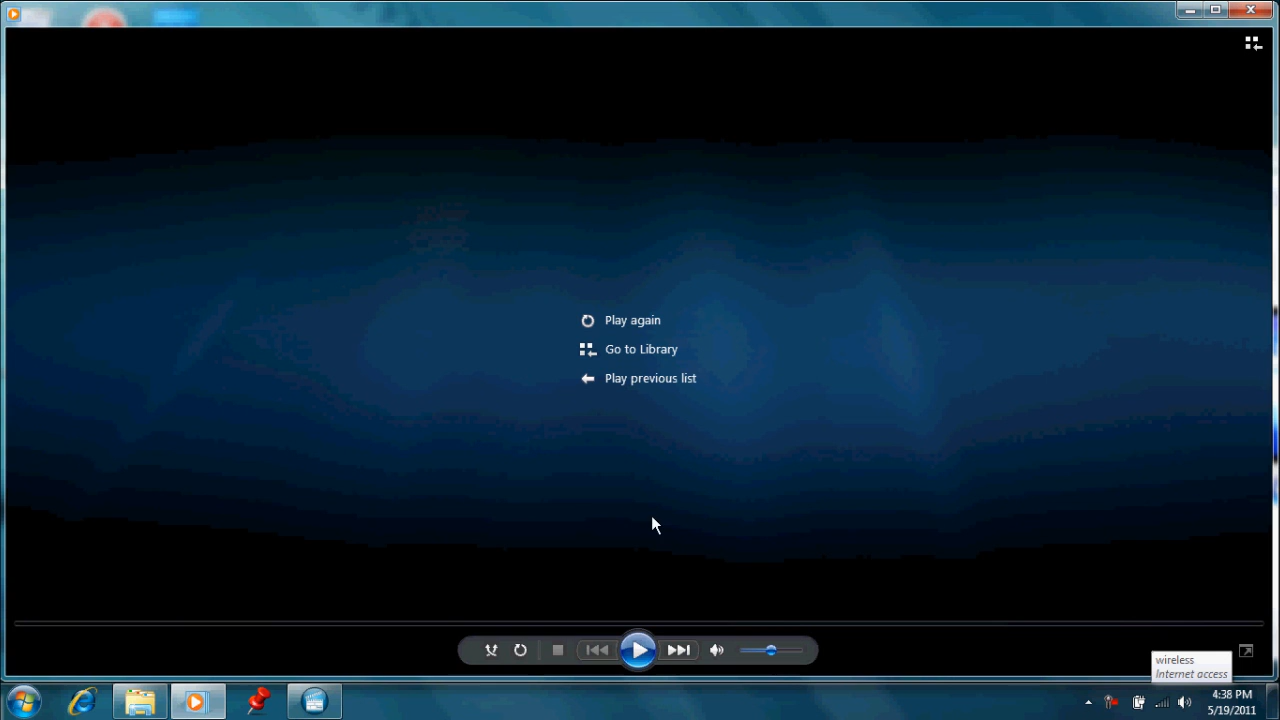 Play again
Go to Library
Play previous list
wireless
Internet access
4:38 PM
5/19/2011